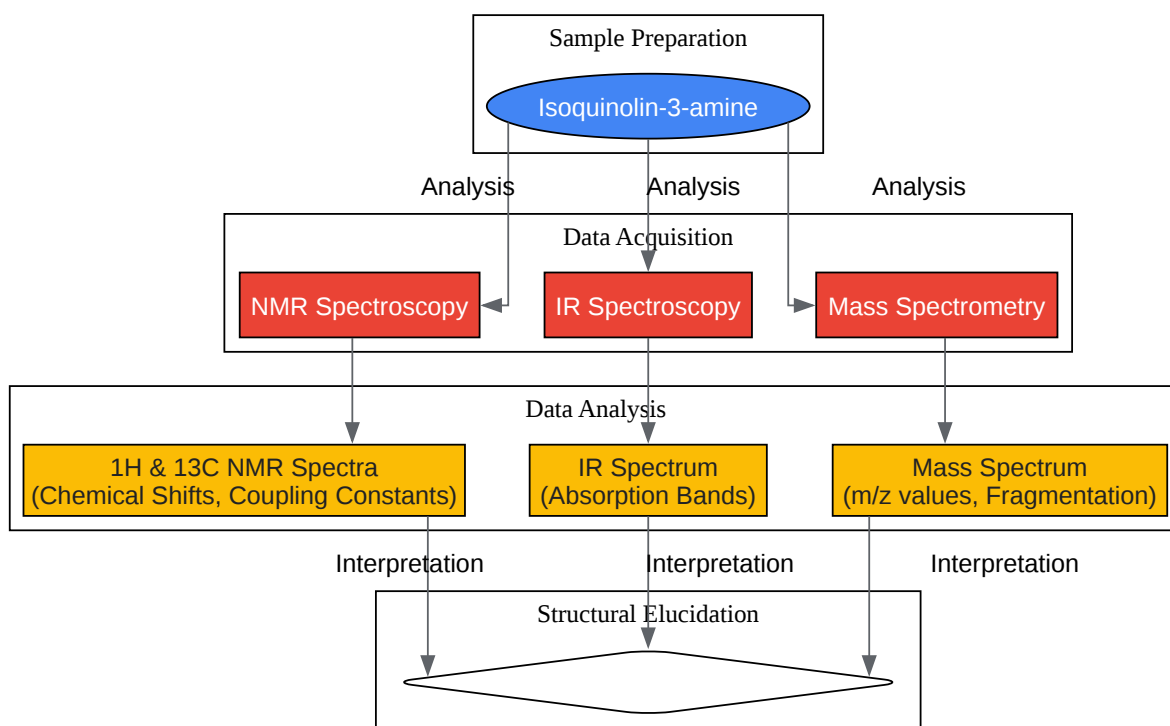 Sample Preparation
Isoquinolin-3-amine
Analysis
Analysis
Analysis
Data Acquisition
NMR Spectroscopy
IR Spectroscopy
Mass Spectrometry
Data Analysis
1H & 13C NMR Spectra
(Chemical Shifts, Coupling Constants)
IR Spectrum
(Absorption Bands)
Mass Spectrum
(m/z values, Fragmentation)
Interpretation
Interpretation
Interpretation
Structural Elucidation